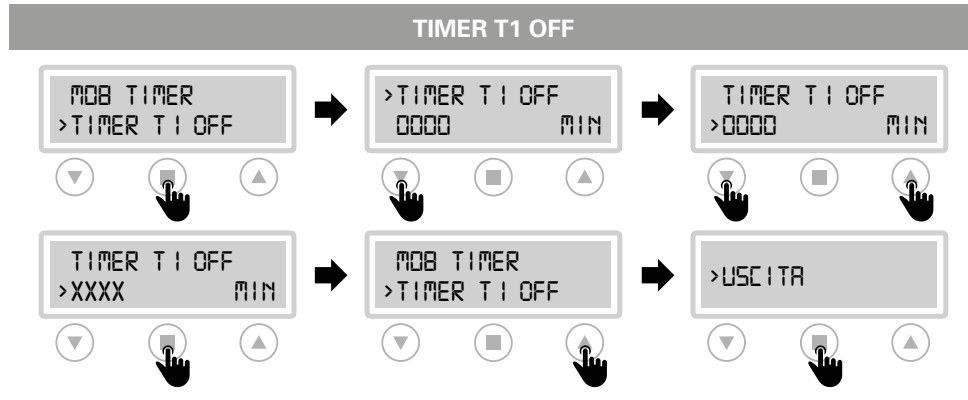 TIMER T1 OFF
MOB TIMER
>TIMER T1 OFF
>TIMER T1 OFF
0000 MIN
TIMER T1 OFF
>0000 MIN
TIMER T1 OFF
>XXXX MIN
MOB TIMER
>TIMER T1 OFF
>USCITA